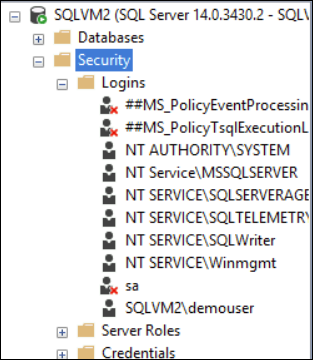 SQLVM2 (SQL Server 14.0.3430.2 - SQL\
Databases
Security
Logins
##MS_PolicyEventProcessin
##MS_PolicyTsqlExecutionL
NT AUTHORITY\SYSTEM
NT Service\MSSQLSERVER
NT SERVICE\SQLSERVERAGE
NT SERVICE\SQLTELEMETRY
NT SERVICE\SQLWriter
NT SERVICE\Winmgmt
sa
SQLVM2\demouser
Server Roles
Credentials